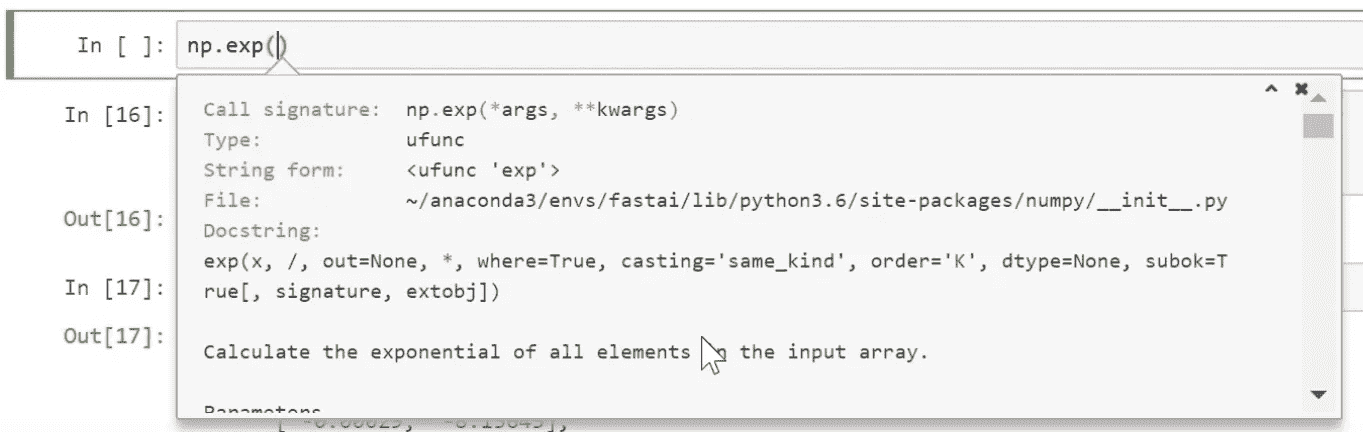 In [ ]: np.exp()
Call signature: np.exp(*args, **kwargs)
In [16]:
Type: ufunc
String form: <ufunc 'exp'>
File: ~/anaconda3/envs/fastai/lib/python3.6/site-packages/numpy/__init__.py
Out[16]:
Docstring:
exp(x, /, out=None, *, where=True, casting='same_kind', order='K', dtype=None, subok=T
In [17]:
rue[, signature, extobj])
Out[17]:
Calculate the exponential of all elements in the input array.
Parameters